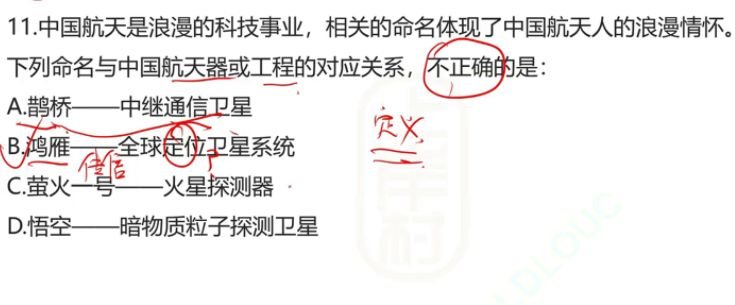 11.中国航天是浪漫的科技事业，相关的命名体现了中国航天人的浪漫情怀。
下列命名与中国航天器或工程的对应关系，不正确的是：
A.鹊桥——中继通信卫星
定义
B.鸿雁——全球定位卫星系统
传信
?
C.萤火一号——火星探测器
D.悟空——暗物质粒子探测卫星